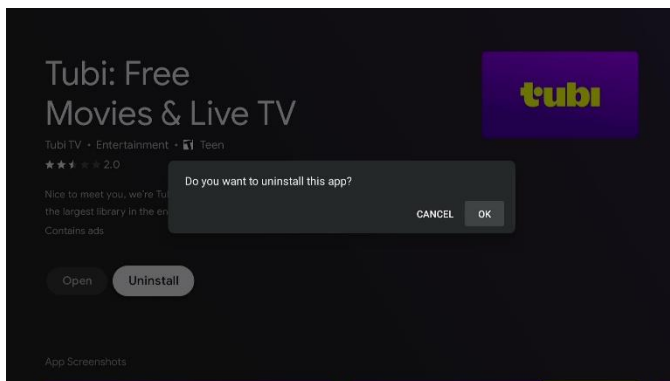 Tubi: Free
Movies & Live TV
tubi
Tubi TV • Entertainment • Teen
2.0
Do you want to uninstall this app?
Nice to meet you, we're Tu
the largest library in the en
CANCEL OK
Contains ads
Open Uninstall
App Screenshots